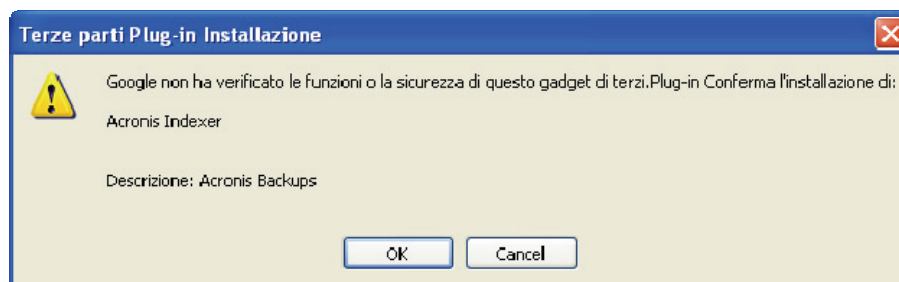 Terze parti Plug-in Installazione
Google non ha verificato le funzioni o la sicurezza di questo gadget di terzi.Plug-in Conferma l'installazione di:
Acronis Indexer
Descrizione: Acronis Backups
OK
Cancel